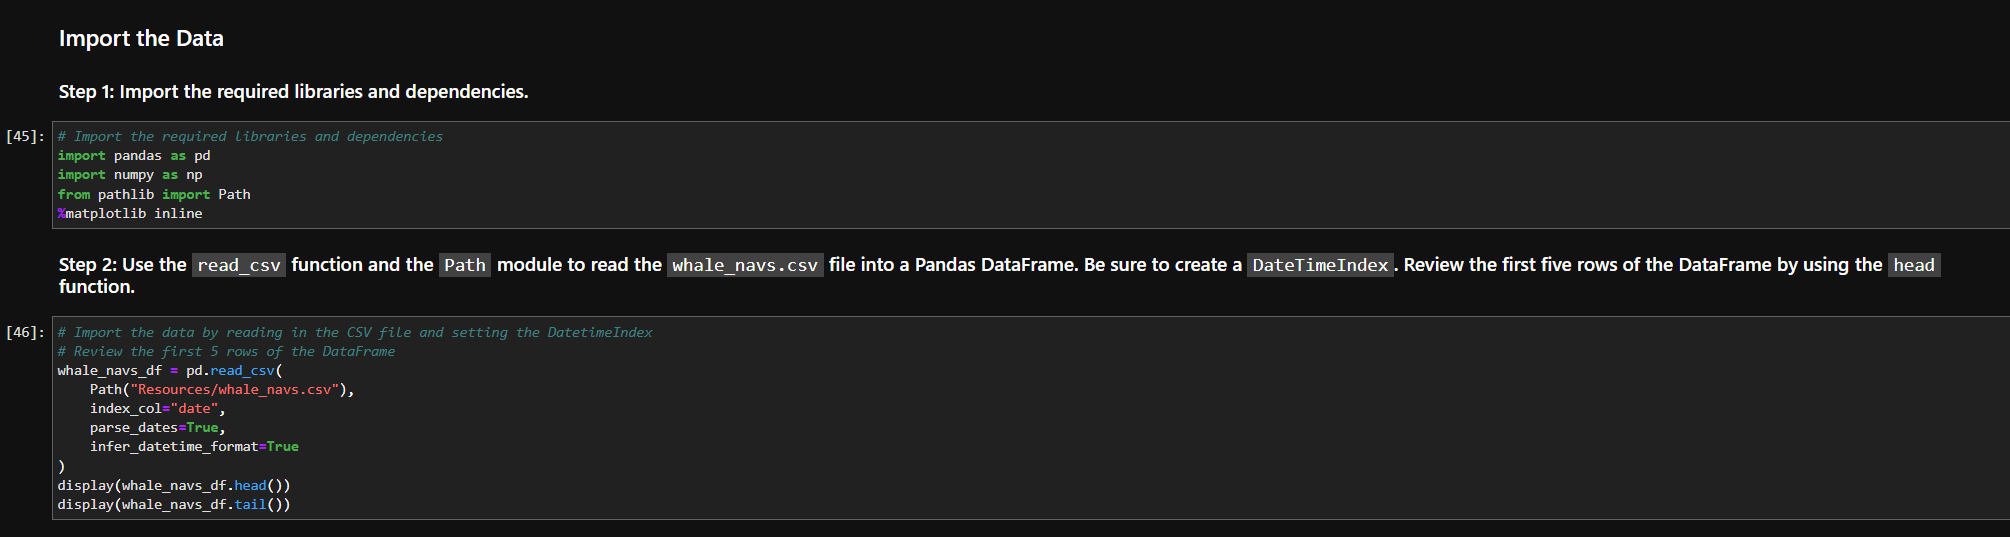 Import the Data
Step 1: Import the required libraries and dependencies.
[45]: # Import the required libraries and dependencies
import pandas as pd
import numpy as np
from pathlib import Path
%matplotlib inline
Step 2: Use the read_csv function and the Path module to read the whale_navs.csv file into a Pandas DataFrame. Be sure to create a DateTimeIndex. Review the first five rows of the DataFrame by using the head
function.
[46]: # Import the data by reading in the CSV file and setting the DatetimeIndex
# Review the first 5 rows of the DataFrame
whale_navs_df = pd.read_csv(
    Path("Resources/whale_navs.csv"),
    index_col="date",
    parse_dates=True,
    infer_datetime_format=True
)
display(whale_navs_df.head())
display(whale_navs_df.tail())